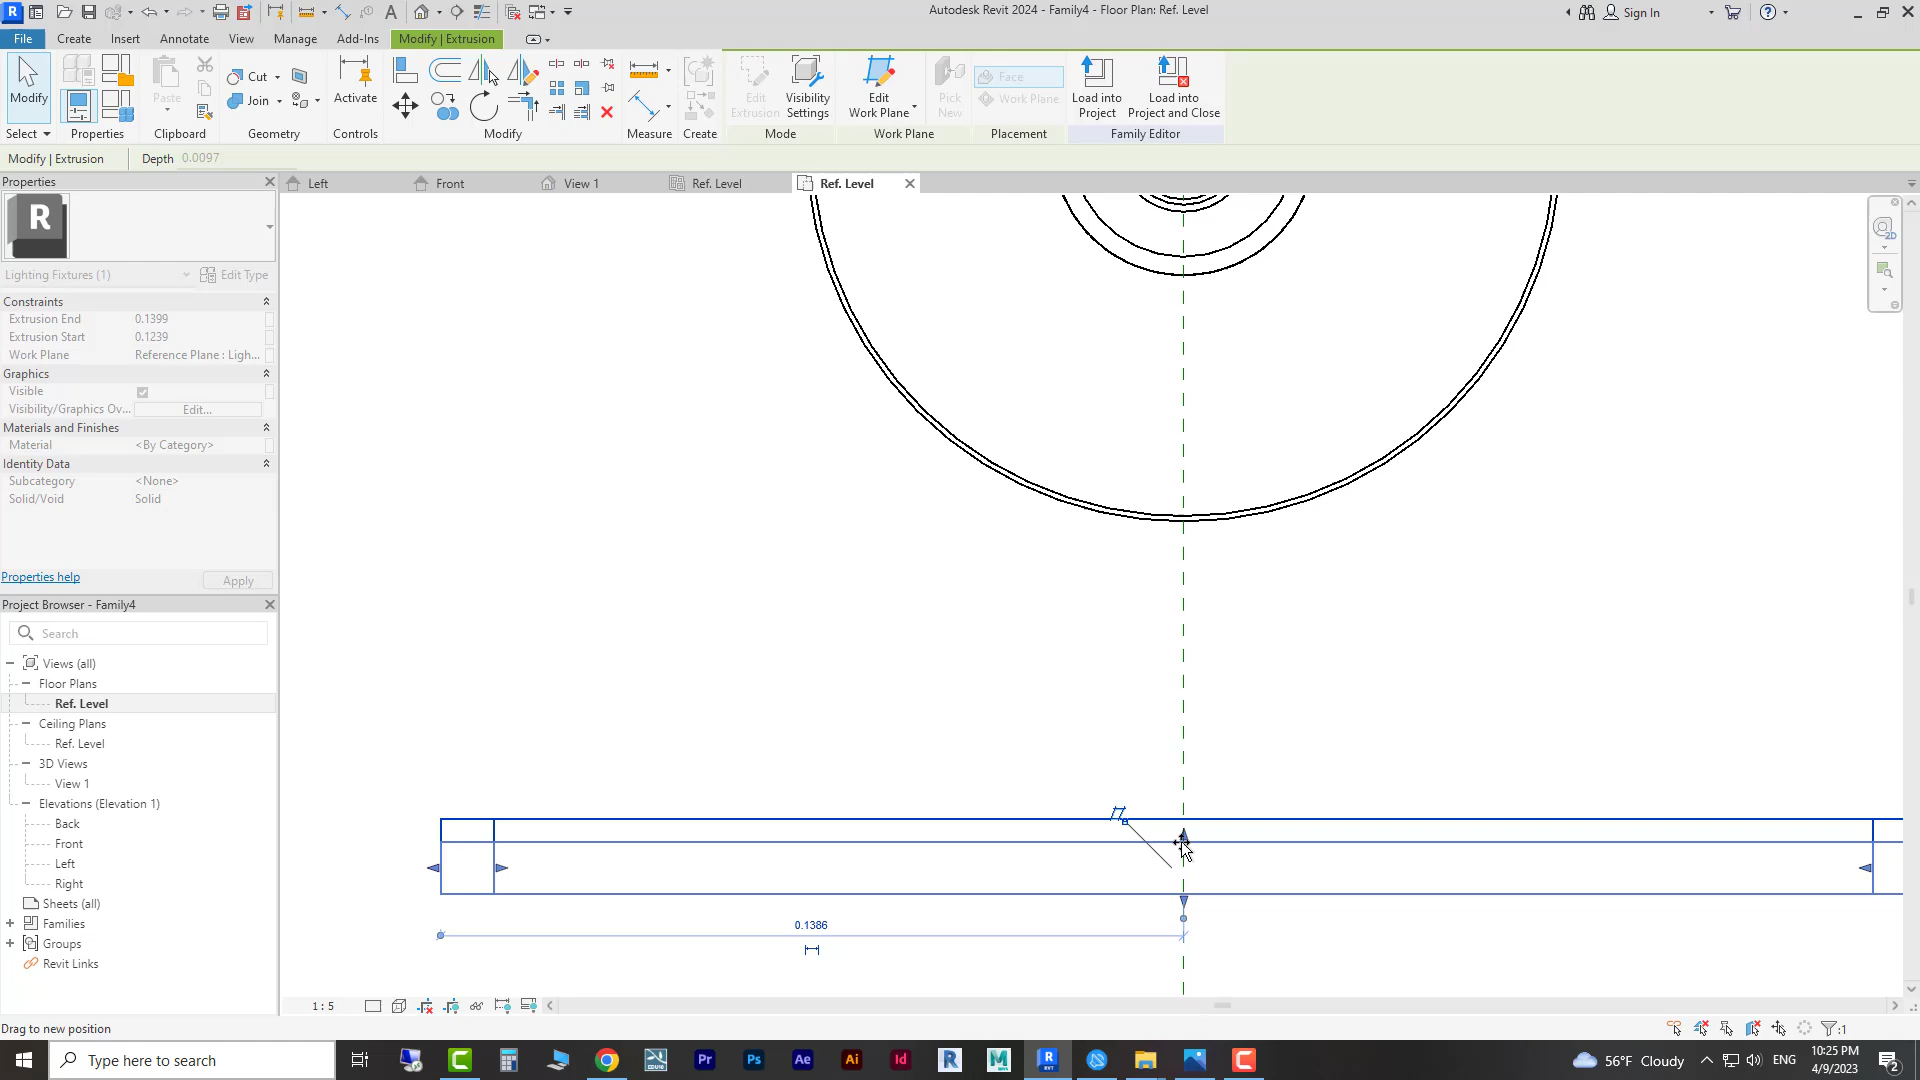 Autodesk Revit 2024 - Family4 - Floor Plan: Ref. Level
Sign In
File
Create
Insert
Annotate
View
Manage
Add-Ins
Modify | Extrusion
Modify
Paste
Cut
Join
Activate
Edit
Extrusion
Visibility
Settings
Edit
Work Plane
Pick
New
Face
Work Plane
Load into
Project
Load into
Project and Close
Select
Properties
Clipboard
Geometry
Controls
Modify
Measure
Create
Mode
Work Plane
Placement
Family Editor
Modify | Extrusion
Depth
0.0097
Properties
Left
Front
View 1
Ref. Level
Ref. Level
R
Lighting Fixtures (1)
Edit Type
Constraints
Extrusion End 0.1399
Extrusion Start 0.1239
Work Plane Reference Plane : Ligh...
Graphics
Visible
Visibility/Graphics Ov... Edit...
Materials and Finishes
Material <By Category>
Identity Data
Subcategory <None>
Solid/Void Solid
Properties help
Apply
Project Browser - Family4
Search
Views (all)
Floor Plans
Ref. Level
Ceiling Plans
Ref. Level
3D Views
View 1
Elevations (Elevation 1)
Back
Front
Left
Right
Sheets (all)
Families
Groups
Revit Links
0.1386
1 : 5
Drag to new position
:1
Type here to search
56°F Cloudy
ENG
10:25 PM
4/9/2023
2